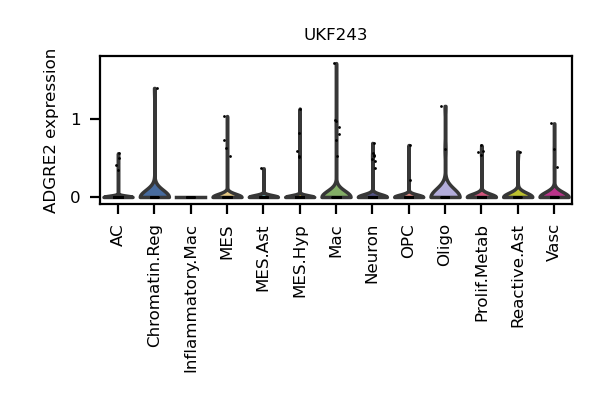 UKF243
ADGRE2 expression
1
0
AC
Chromatin.Reg
Inflammatory.Mac
MES
MES.Ast
MES.Hyp
Mac
Neuron
OPC
Oligo
Prolif.Metab
Reactive.Ast
Vasc